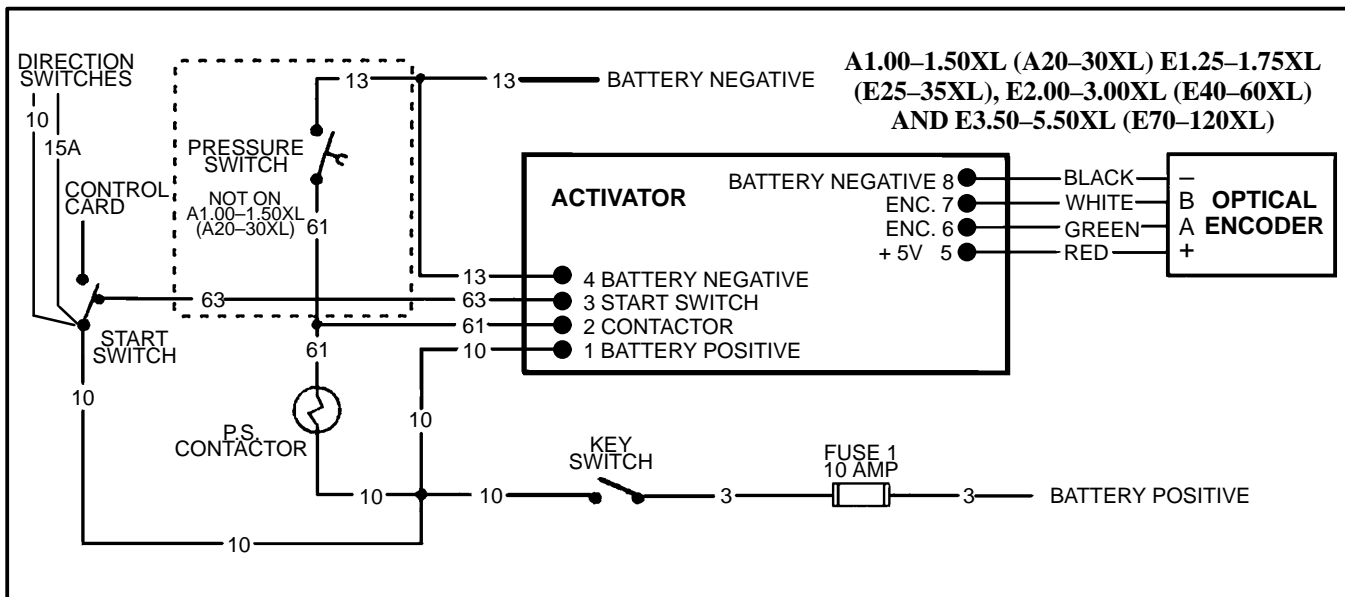 DIRECTION
SWITCHES
10
15A
CONTROL
CARD
START
SWITCH
10
10
13
13
BATTERY NEGATIVE
PRESSURE
SWITCH
NOT ON
A1.00–1.50XL
(A20–30XL)
61
63
61
P.S.
CONTACTOR
A1.00–1.50XL (A20–30XL) E1.25–1.75XL
(E25–35XL), E2.00–3.00XL (E40–60XL)
AND E3.50–5.50XL (E70–120XL)
ACTIVATOR
13
4 BATTERY NEGATIVE
63
3 START SWITCH
61
2 CONTACTOR
10
1 BATTERY POSITIVE
BATTERY NEGATIVE 8
BLACK
–
ENC. 7
WHITE
B
ENC. 6
GREEN
A
+ 5V 5
RED
+
OPTICAL
ENCODER
10
10
10
KEY
SWITCH
3
FUSE 1
10 AMP
3
BATTERY POSITIVE